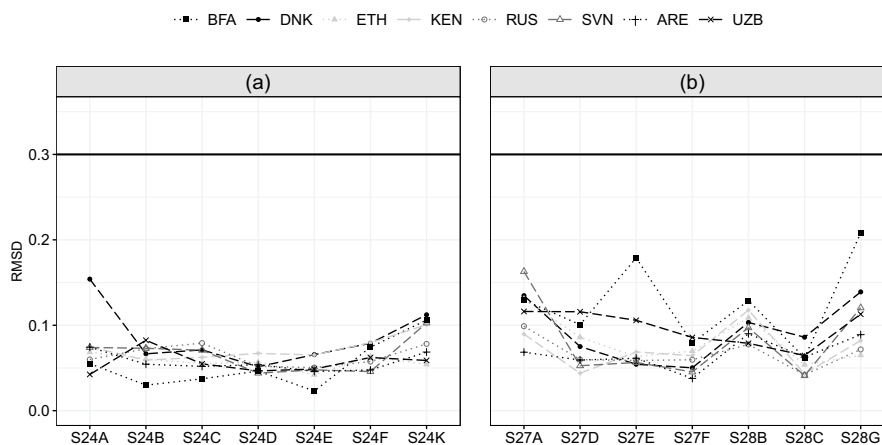 BFA DNK ETH KEN RUS SVN ARE UZB
(a) (b)
0.3
0.2
0.1
0.0
RMSD
S24A S24B S24C S24D S24E S24F S24K S27A S27D S27E S27F S28B S28C S28G